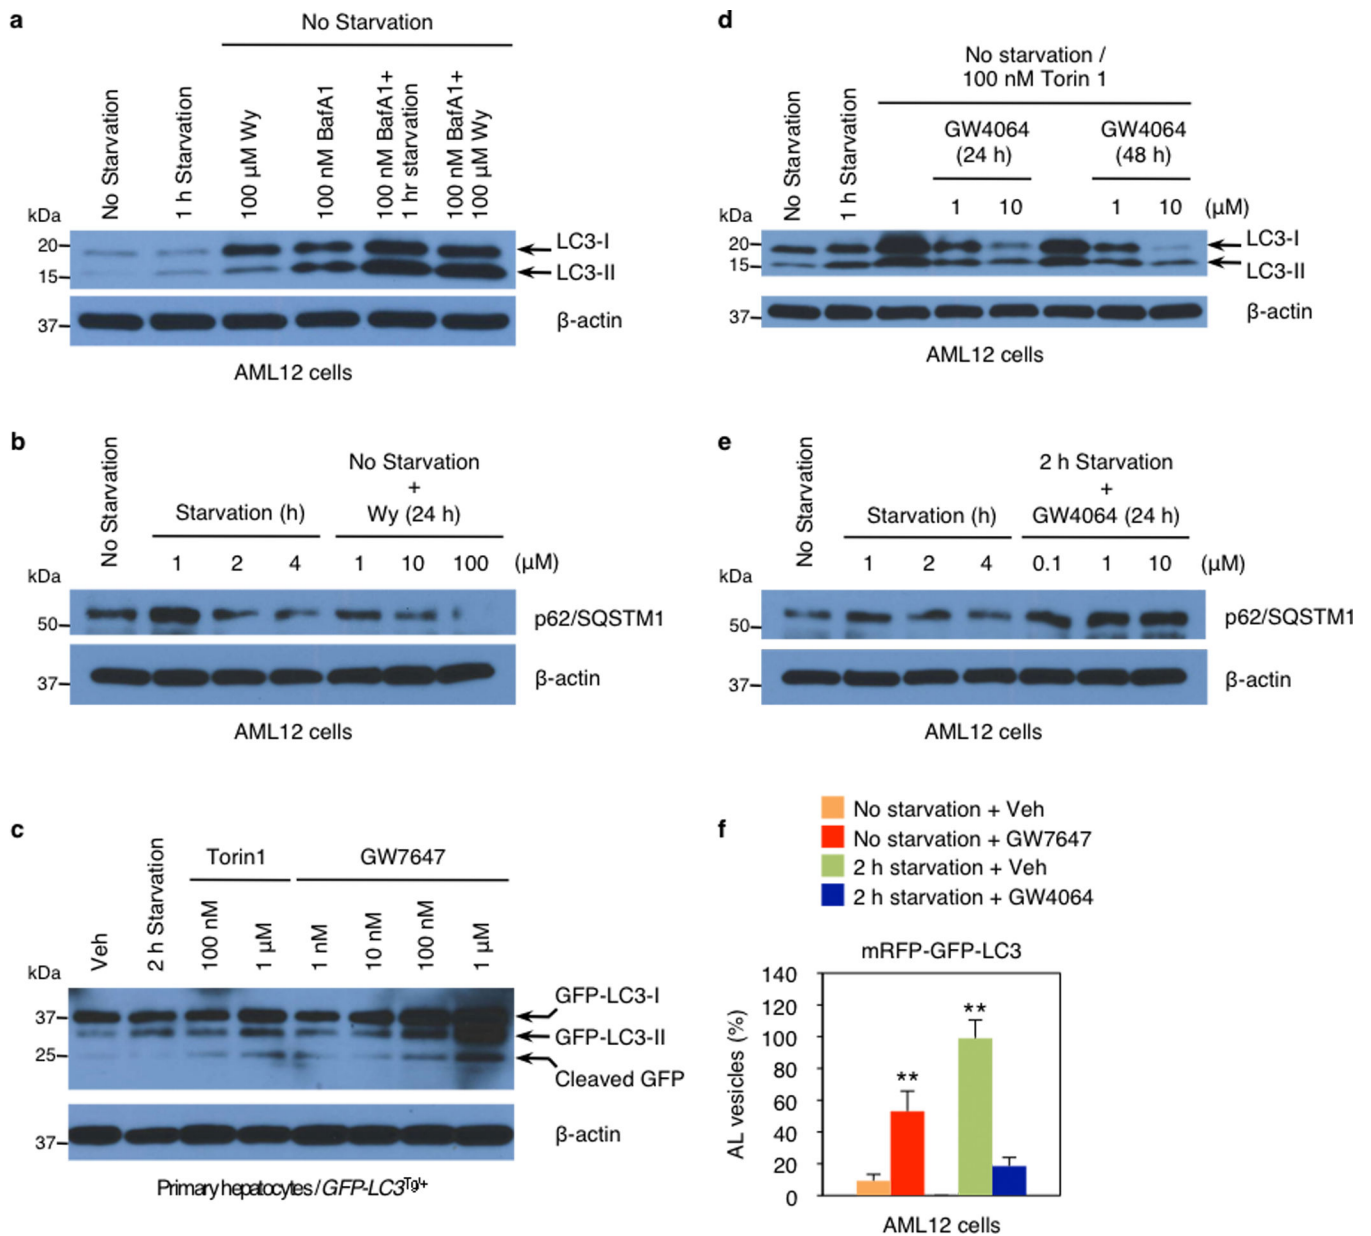 a
No Starvation
No Starvation
1 h Starvation
100 µM Wy
100 nM BafA1
100 nM BafA1+
1 hr starvation
100 nM BafA1+
100 µM Wy
kDa
20
15
LC3-I
LC3-II
37
β-actin
AML12 cells
b
No Starvation
Starvation (h)
No Starvation
+
Wy (24 h)
1 2 4 1 10 100 (µM)
kDa
50
p62/SQSTM1
37
β-actin
AML12 cells
c
Veh
2 h Starvation
Torin1
GW7647
100 nM
1 µM
1 nM
10 nM
100 nM
1 µM
kDa
37
25
GFP-LC3-I
GFP-LC3-II
Cleaved GFP
37
β-actin
Primary hepatocytes / GFP-LC3Tg/+
d
No starvation /
100 nM Torin 1
No Starvation
1 h Starvation
GW4064
(24 h)
GW4064
(48 h)
kDa
1 10 1 10 (µM)
20
15
LC3-I
LC3-II
37
β-actin
AML12 cells
e
No Starvation
Starvation (h)
2 h Starvation
+
GW4064 (24 h)
1 2 4 0.1 1 10 (µM)
kDa
50
p62/SQSTM1
37
β-actin
AML12 cells
f
No starvation + Veh
No starvation + GW7647
2 h starvation + Veh
2 h starvation + GW4064
mRFP-GFP-LC3
AL vesicles (%)
140
120
100
80
60
40
20
0
**
**
AML12 cells